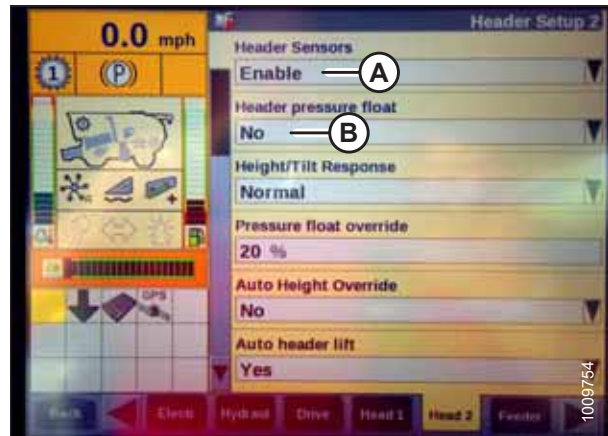 0.0 mph
Header Setup 2
1
(P)
GPS
Header Sensors
Enable
A
Header pressure float
No
B
Height/Tilt Response
Normal
Pressure float override
20 %
Auto Height Override
No
Auto header lift
Yes
Back
Electr
Hydraul
Drive
Head 1
Head 2
Feeder
1009754